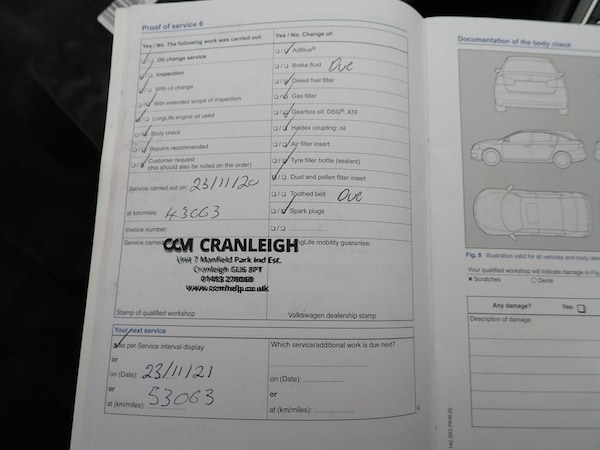 Proof of service 6
Yes / No. The following work was carried out:
Oil change service
Inspection
With oil change
With extended scope of inspection
LongLife engine oil used
Body check
Repairs recommended
Customer request
(this should also be noted on the order)
Service carried out on: 23/11/20
at km/miles: 43063
Invoice number:
Service carried
Yes / No. Change of:
AdBlue®
Brake fluid Due
Diesel fuel filter
Gas filter
Gearbox oil: DSG®, ATF
Haldex coupling: oil
Air filter insert
Tyre filler bottle (sealant)
Dust and pollen filter insert
Toothed belt Due
Spark plugs
LongLife mobility guarantee:
CCM CRANLEIGH
Unit 7 Manfield Park Ind Est.
Cranleigh GU6 8PT
www.ccmhelp.co.uk
Stamp of qualified workshop
Volkswagen dealership stamp
Your next service
as per Service interval display
or
on (Date): 23/11/21
or
at (km/miles): 53063
Which service/additional work is due next?
on (Date):
or
at (km/miles):
Documentation of the body check
Fig. 8 Illustration valid for all vehicles and body
Your qualified workshop will indicate damage in Fig.
× Scratches ○ Dents
Any damage? Yes:
Description of damage: